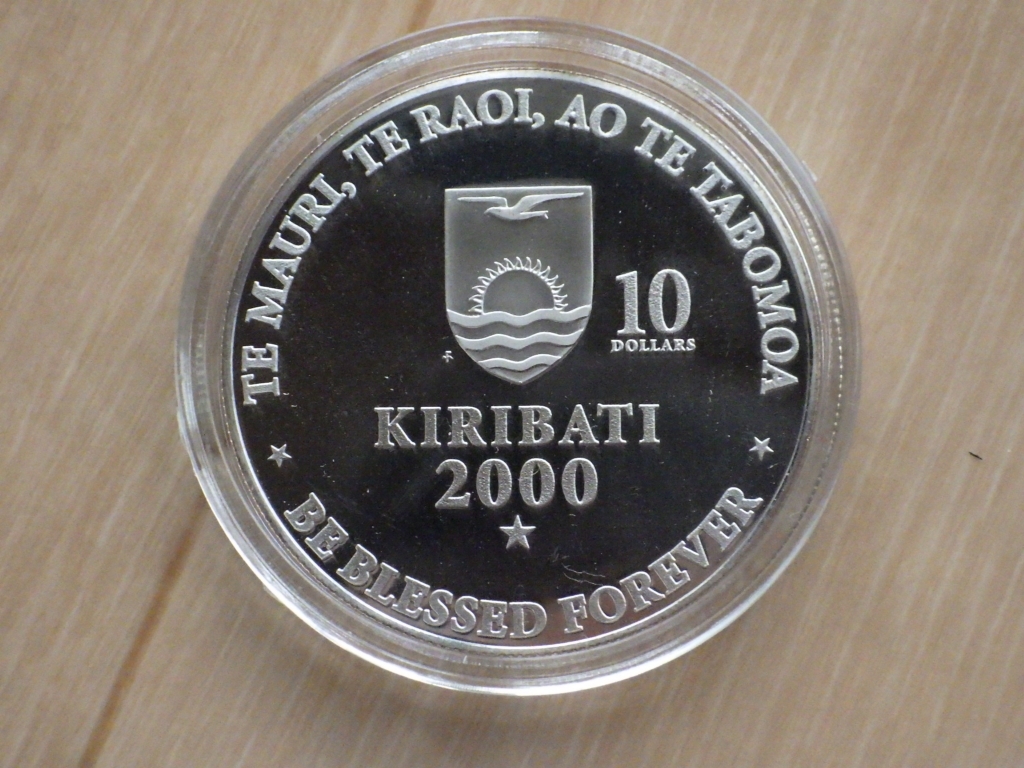 TE MAURI, TE RAOI, AO TE TABOMOA
10
DOLLARS
KIRIBATI
2000
BE BLESSED FOREVER